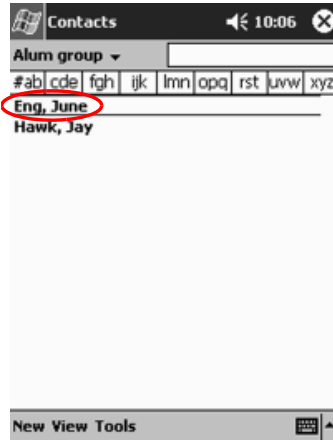 Contacts 10:06
Alum group
#ab cde fgh ijk lmn opq rst uvw xyz
Eng, June
Hawk, Jay
New View Tools